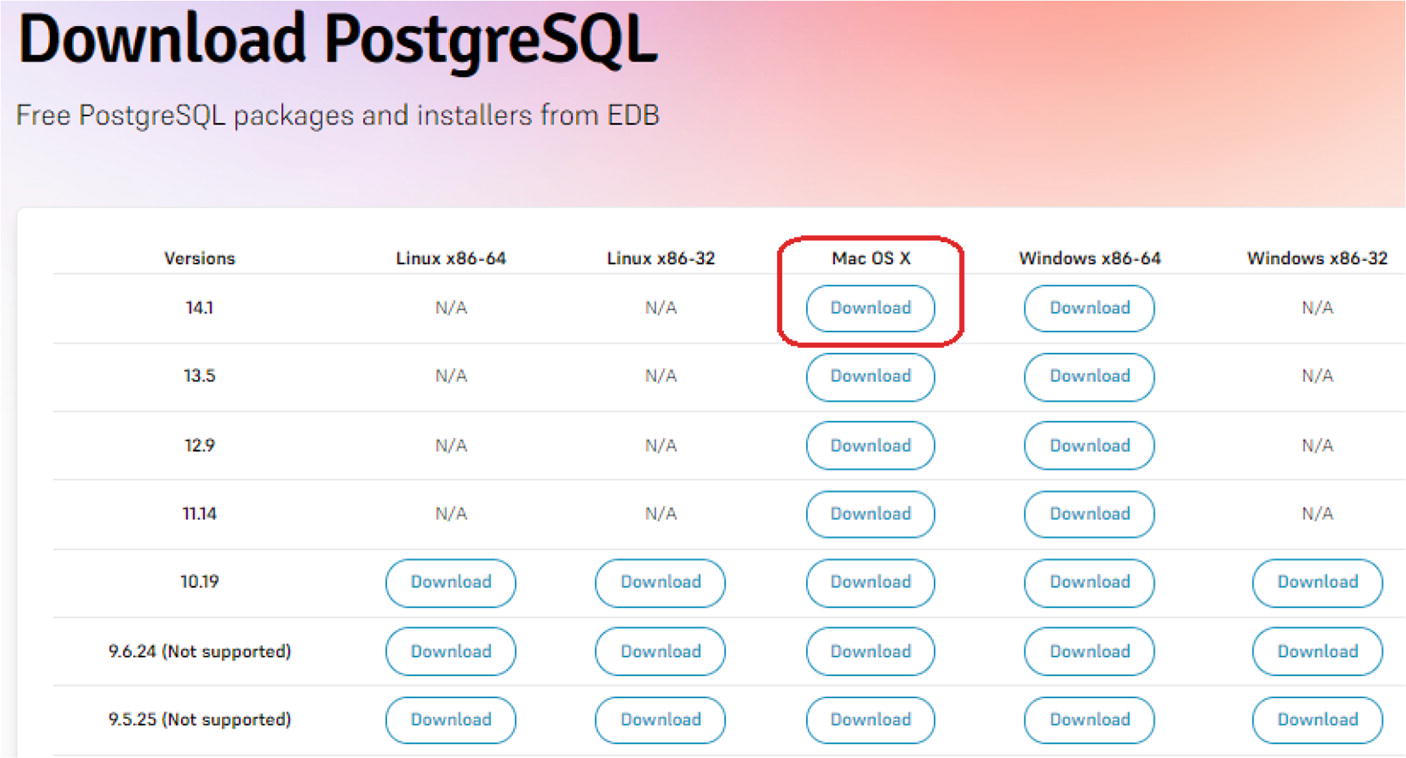 Download PostgreSQL
Free PostgreSQL packages and installers from EDB
Versions Linux x86-64 Linux x86-32 Mac OS X Windows x86-64 Windows x86-32
14.1 N/A N/A Download Download N/A
13.5 N/A N/A Download Download N/A
12.9 N/A N/A Download Download N/A
11.14 N/A N/A Download Download N/A
10.19 Download Download Download Download Download
9.6.24 (Not supported) Download Download Download Download Download
9.5.25 (Not supported) Download Download Download Download Download